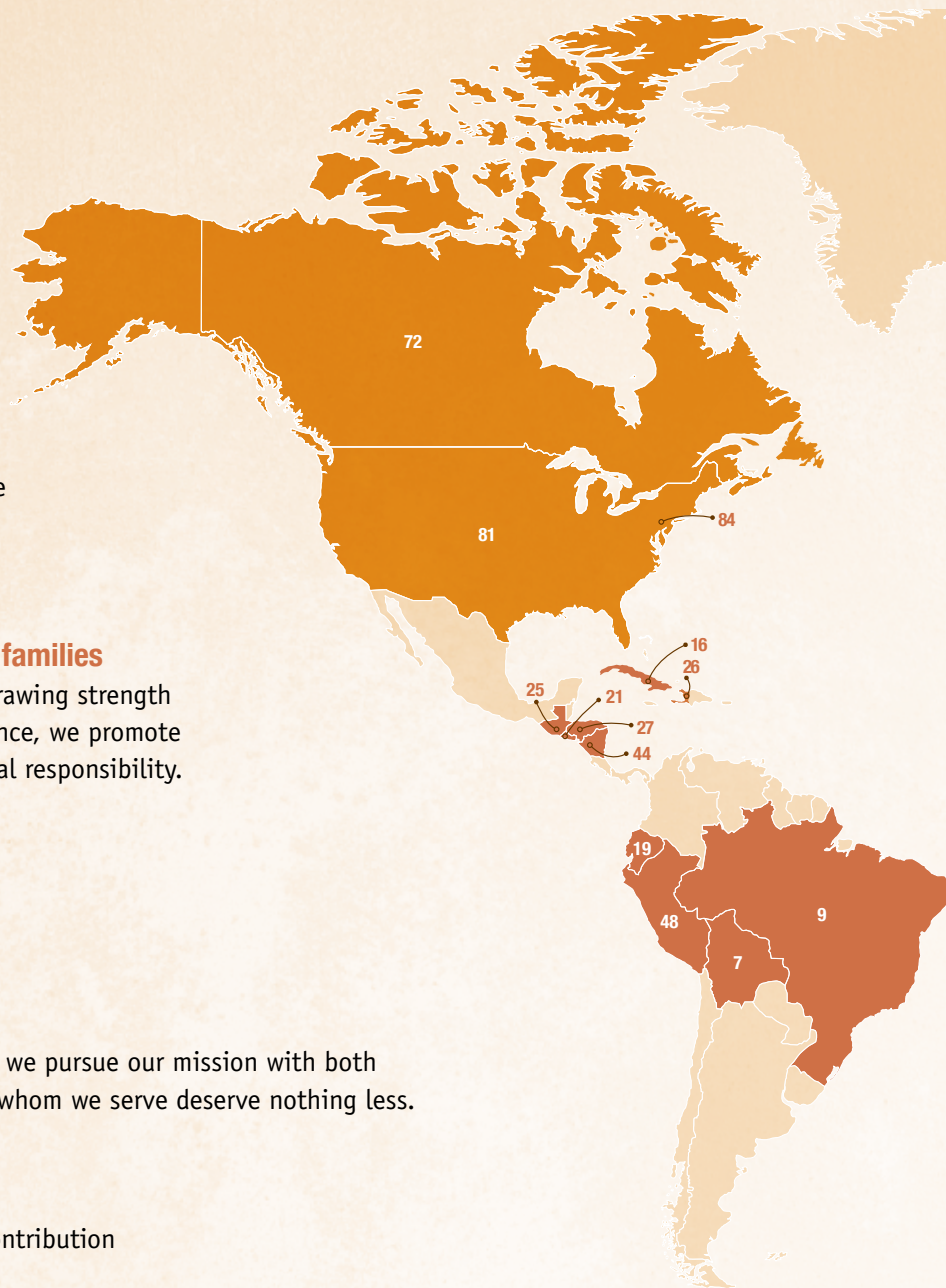 72
e
81
84
families
16
26
rawing strength
25
21
nce, we promote
27
44
al responsibility.
19
9
48
7
we pursue our mission with both
whom we serve deserve nothing less.
ntribution